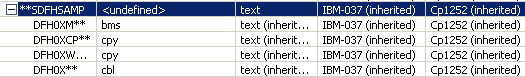 **SDFHSAMP <undefined> text IBM-037 (inherited) Cp1252 (inherited)
DFH0XM** bms text (inherit... IBM-037 (inherited) Cp1252 (inherited)
DFH0XCP** cpy text (inherit... IBM-037 (inherited) Cp1252 (inherited)
DFH0XW... cpy text (inherit... IBM-037 (inherited) Cp1252 (inherited)
DFH0X** cbl text (inherit... IBM-037 (inherited) Cp1252 (inherited)